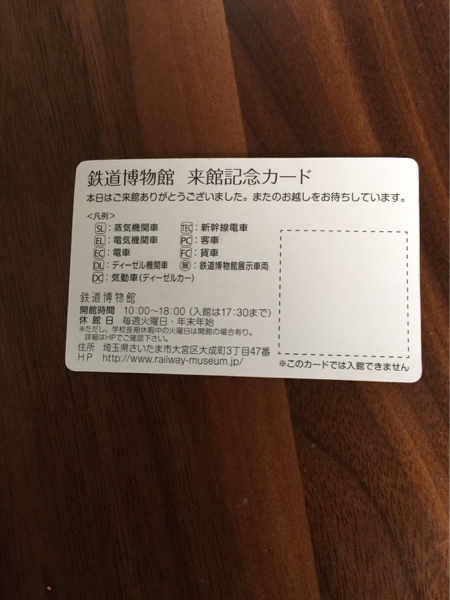 鉄道博物館 来館記念カード
本日はご来館ありがとうございました。またのお越しをお待ちしています。
<凡例>
SL:蒸気機関車 TEC:新幹線電車
EL:電気機関車 PC:客車
EC:電車 FC:貨車
DL:ディーゼル機関車 展:鉄道博物館展示車両
DC:気動車(ディーゼルカー)
鉄道博物館
開館時間 10:00~18:00 (入館は17:30まで)
休館日 毎週火曜日・年末年始
※ただし、学校長期休暇中の火曜日は開館の場合有り。
詳細はHPでご確認下さい。
住所 埼玉県さいたま市大宮区大成町3丁目47番
HP http://www.railway-museum.jp/
※このカードでは入館できません